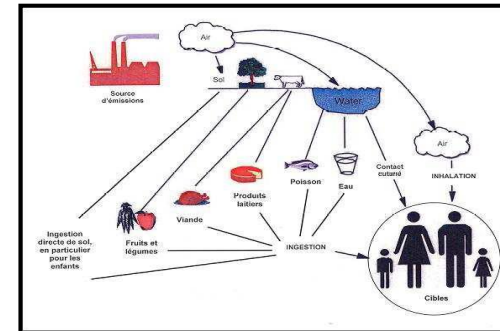 Air
Sol
Source
d'émissions
Water
Air
Contact
cutané
INHALATION
Poisson
Eau
Produits
laitiers
Viande
Fruits et
légumes
Ingestion
directe de sol,
en particulier
pour les
enfants
INGESTION
Cibles